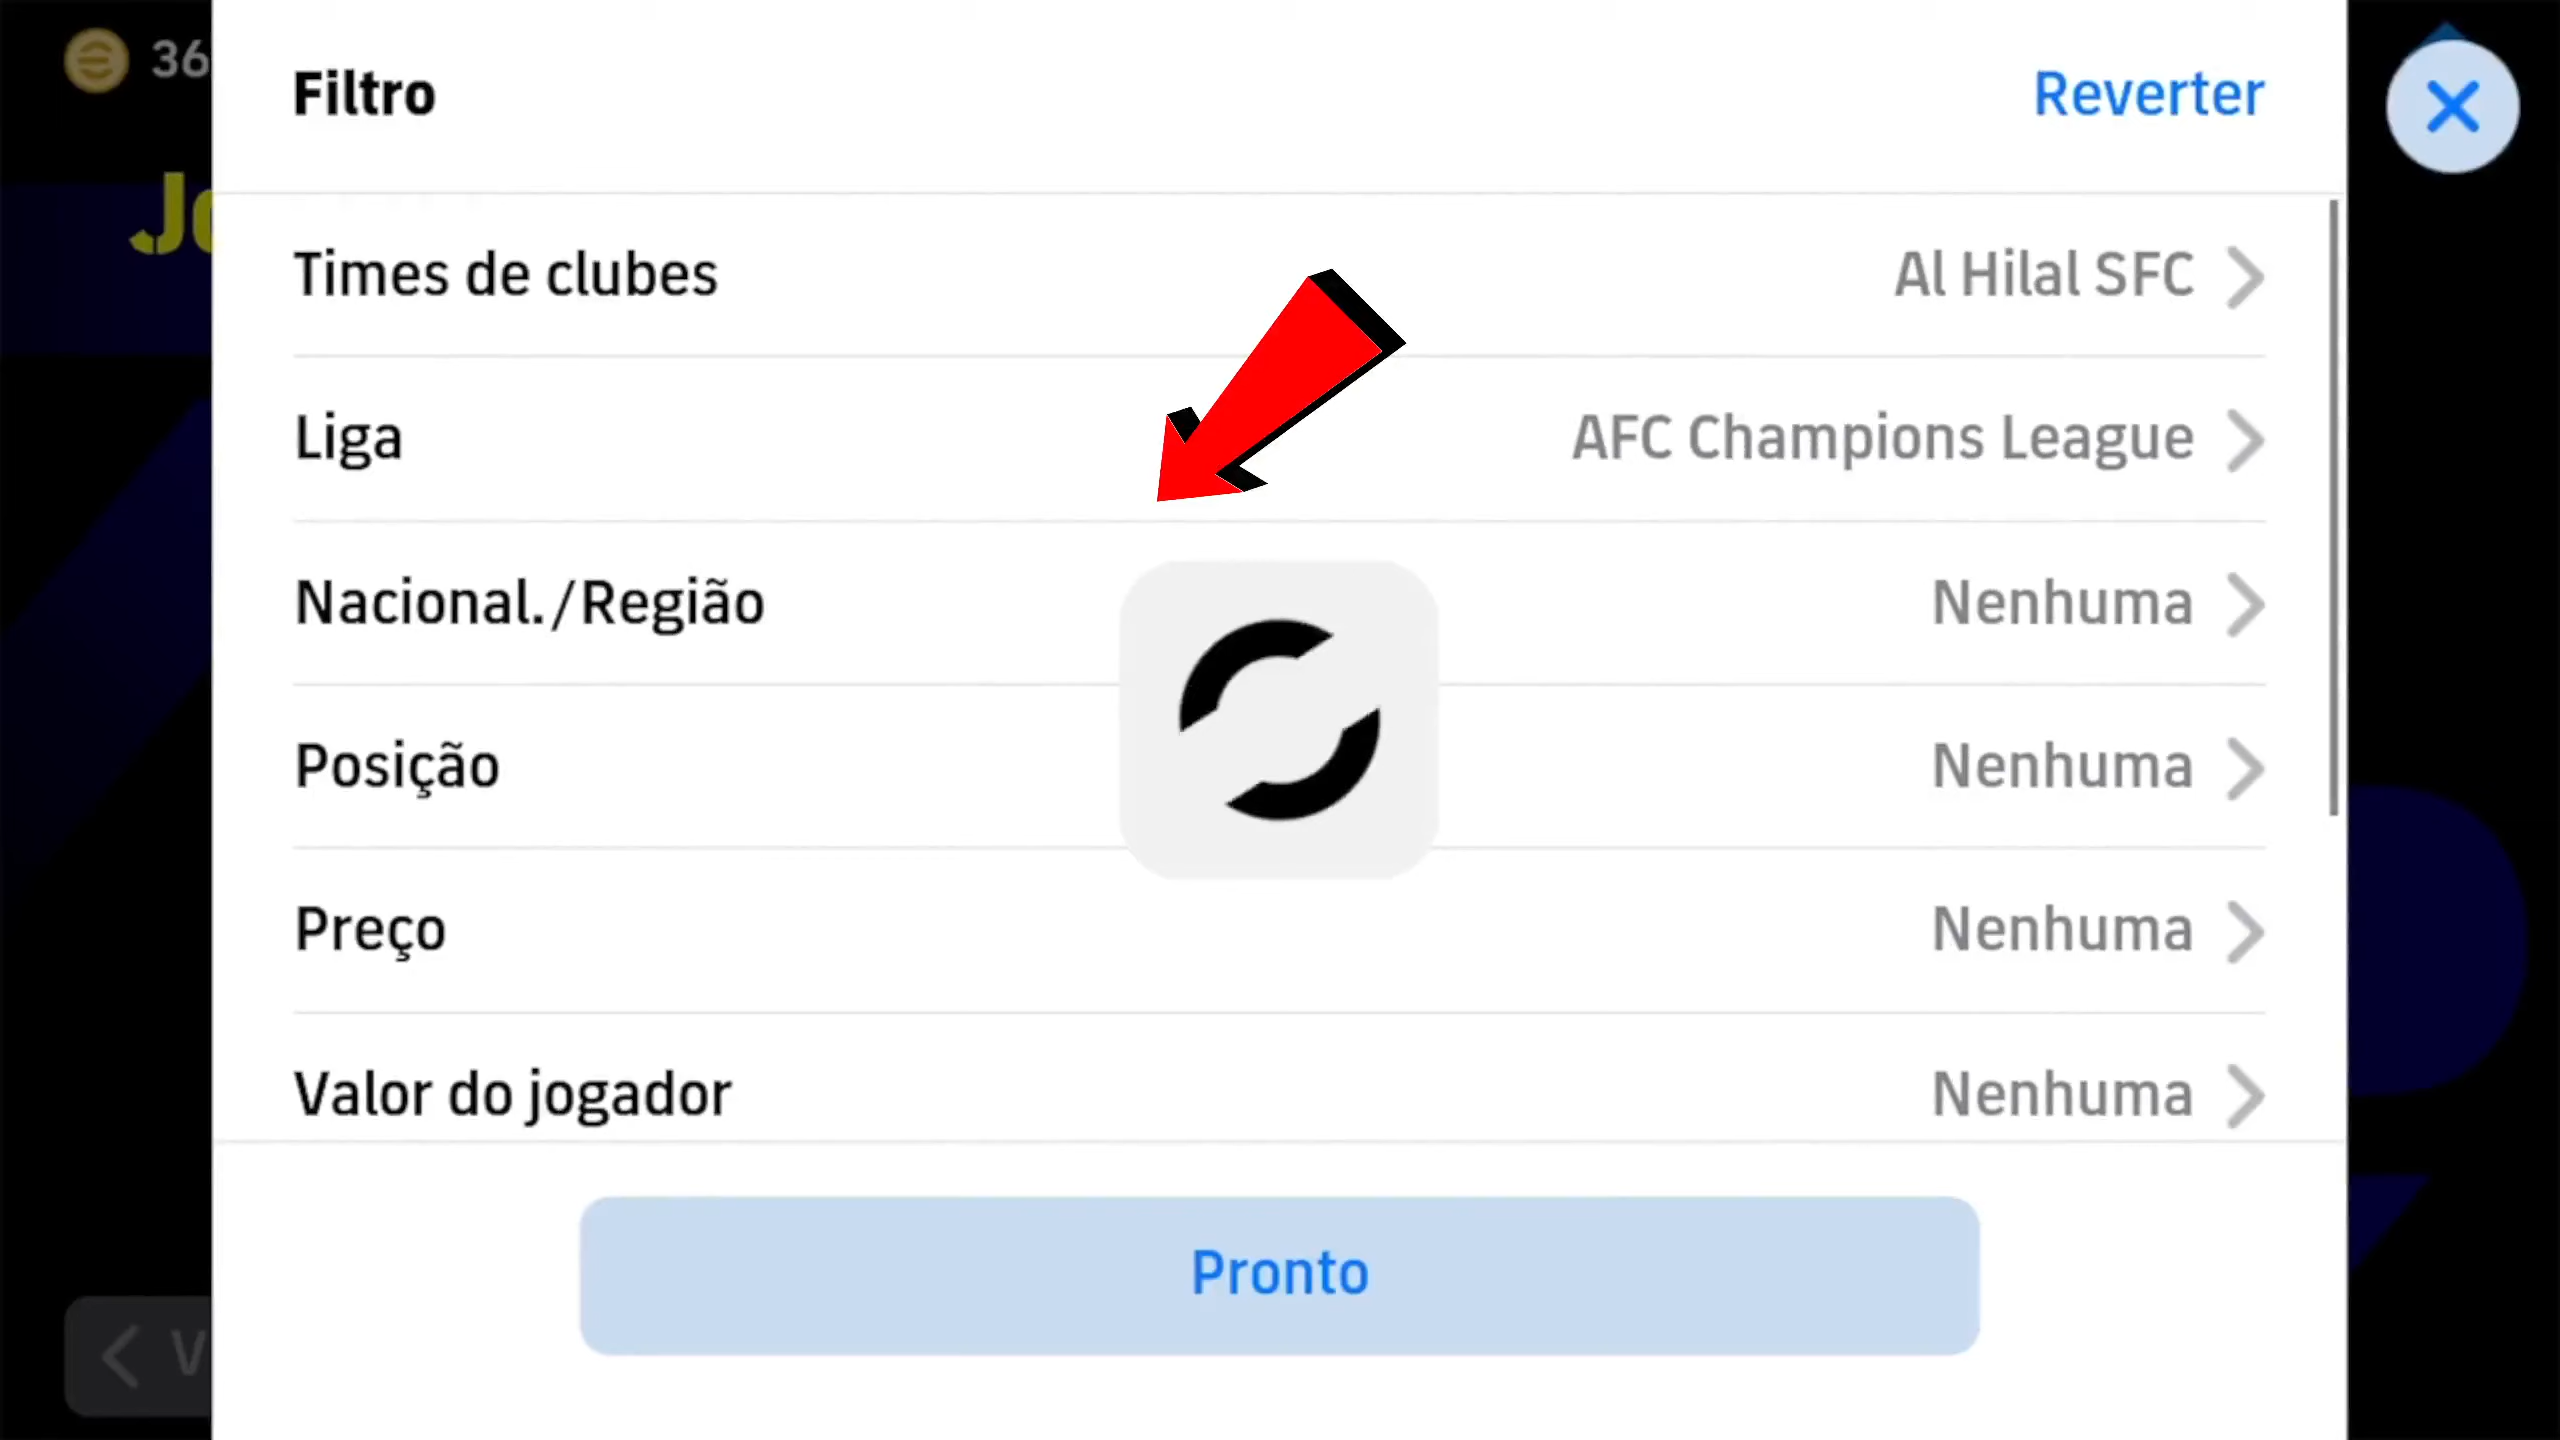 36
Filtro
Reverter
Times de clubes
Al Hilal SFC
Liga
AFC Champions League
Nacional./Região
Nenhuma
Posição
Nenhuma
Preço
Nenhuma
Valor do jogador
Nenhuma
Pronto